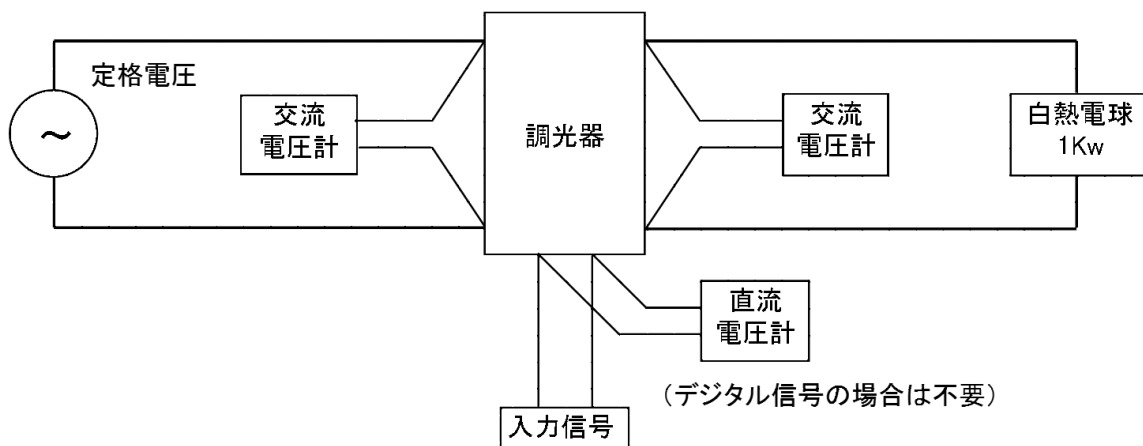 定格電圧
~
交流
電圧計
調光器
交流
電圧計
白熱電球
1Kw
直流
電圧計
(デジタル信号の場合は不要)
入力信号